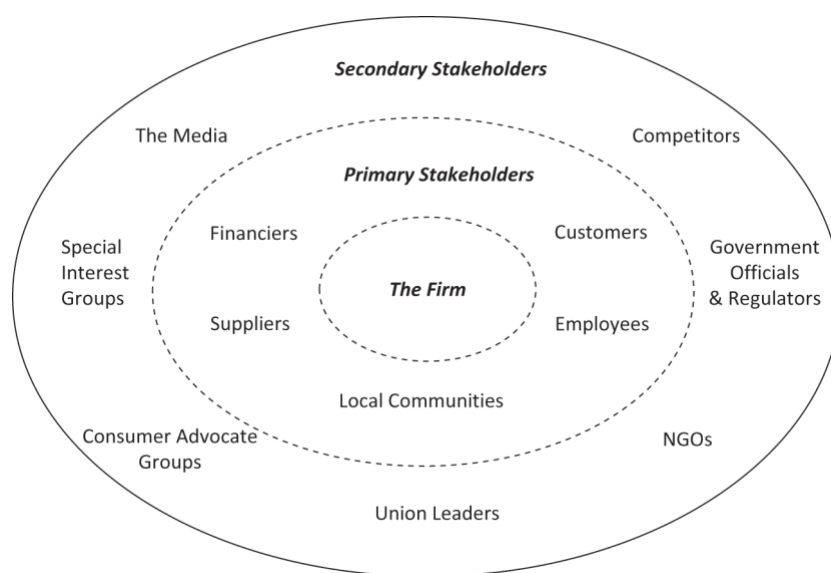 Secondary Stakeholders
The Media
Competitors
Primary Stakeholders
Financiers
Customers
Special
Interest
Groups
Government
Officials
& Regulators
The Firm
Suppliers
Employees
Local Communities
Consumer Advocate
Groups
NGOs
Union Leaders